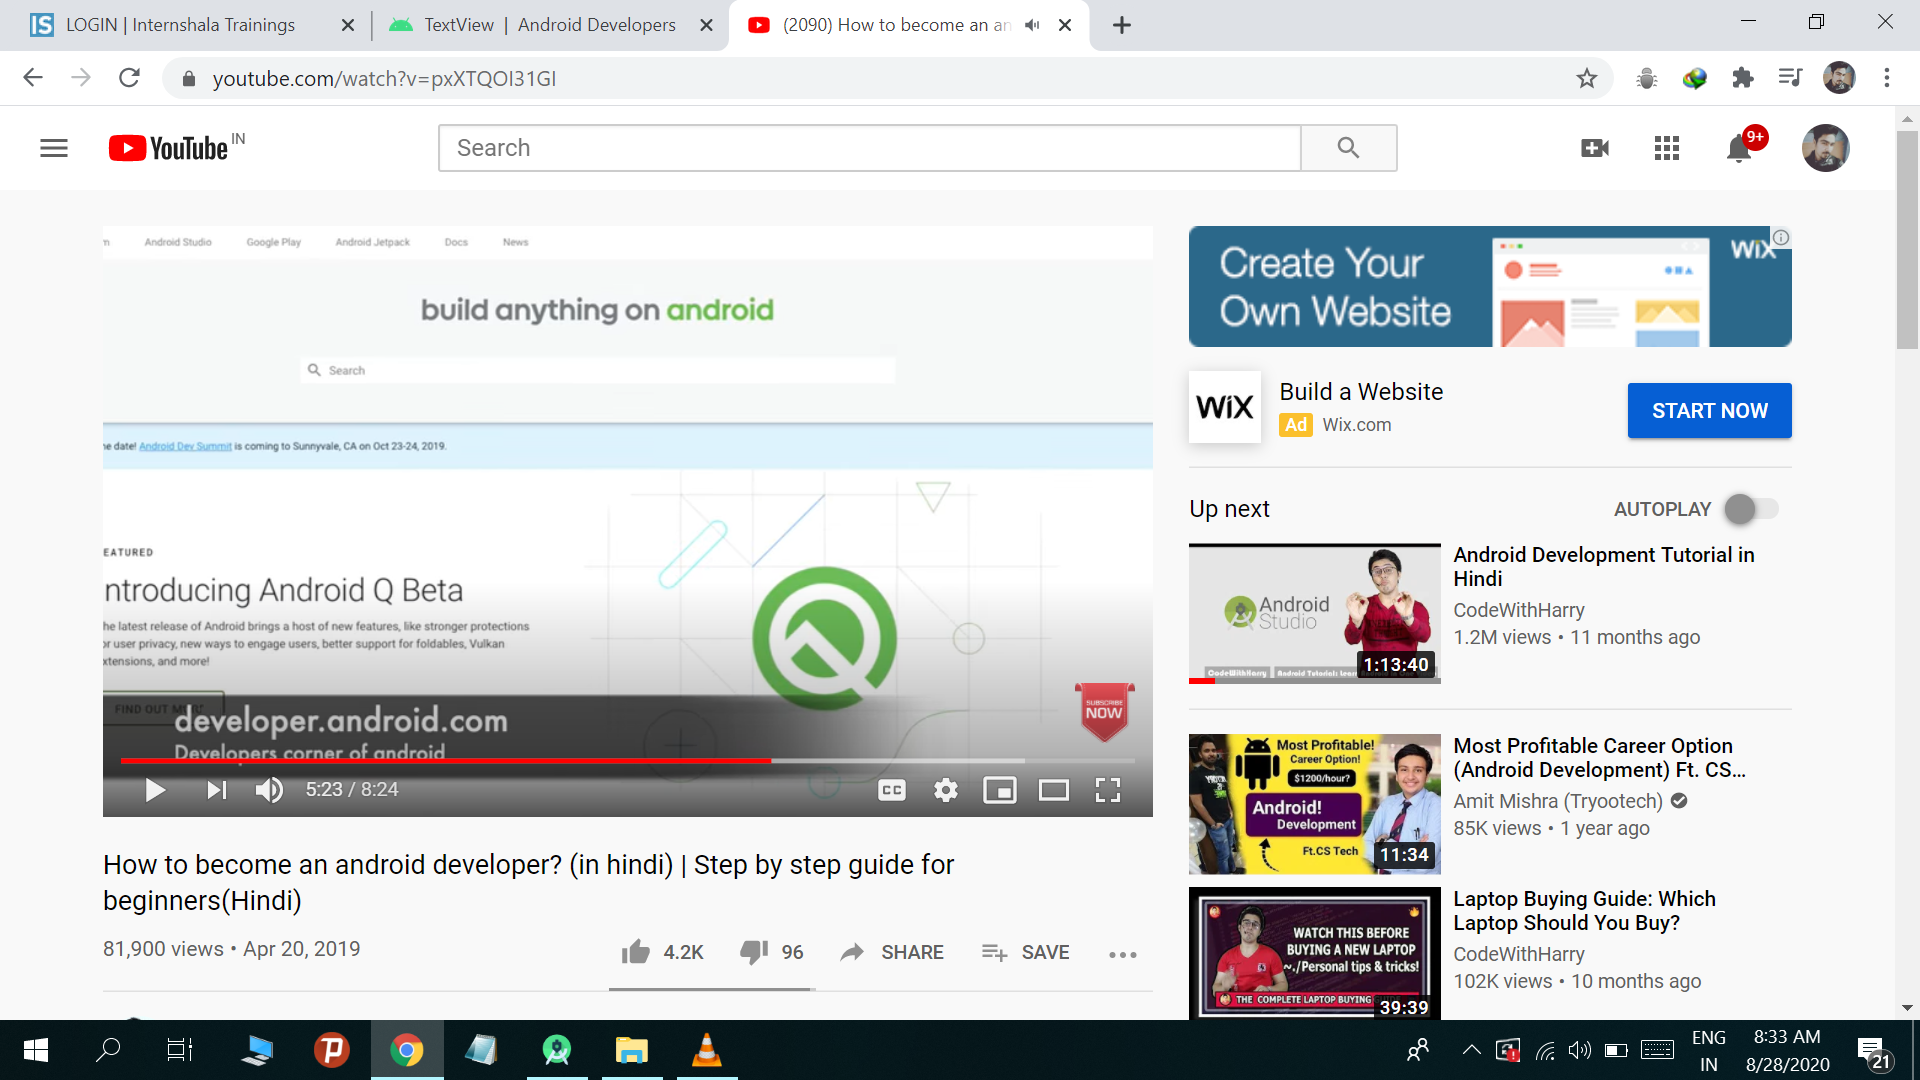 LOGIN | Internshala Trainings
TextView | Android Developers
(2090) How to become an an
youtube.com/watch?v=pxXTQOI31GI
YouTube IN
Search
9+
Android Studio Google Play Android Jetpack Docs News
build anything on android
Search
he date! Android Dev Summit is coming to Sunnyvale, CA on Oct 23-24, 2019.
EATURED
ntroducing Android Q Beta
he latest release of Android brings a host of new features, like stronger protections
or user privacy, new ways to engage users, better support for foldables, Vulkan
xtensions, and more!
FIND OUT MORE
developer.android.com
Developers corner of android
SUBSCRIBE
NOW
5:23 / 8:24
CC
How to become an android developer? (in hindi) | Step by step guide for
beginners(Hindi)
81,900 views • Apr 20, 2019
4.2K 96 SHARE SAVE
Create Your
Own Website
WiX
WiX
Build a Website
Ad Wix.com
START NOW
Up next
AUTOPLAY
Android
Studio
CodeWithHarry
1:13:40
Android Development Tutorial in
Hindi
CodeWithHarry
1.2M views • 11 months ago
Most Profitable!
Career Option!
$1200/hour?
Android!
Development
Ft.CS Tech
11:34
Most Profitable Career Option
(Android Development) Ft. CS...
Amit Mishra (Tryootech)
85K views • 1 year ago
WATCH THIS BEFORE
BUYING A NEW LAPTOP
~./Personal tips & tricks!
THE COMPLETE LAPTOP BUYING
39:39
Laptop Buying Guide: Which
Laptop Should You Buy?
CodeWithHarry
102K views • 10 months ago
ENG
IN
8:33 AM
8/28/2020
21